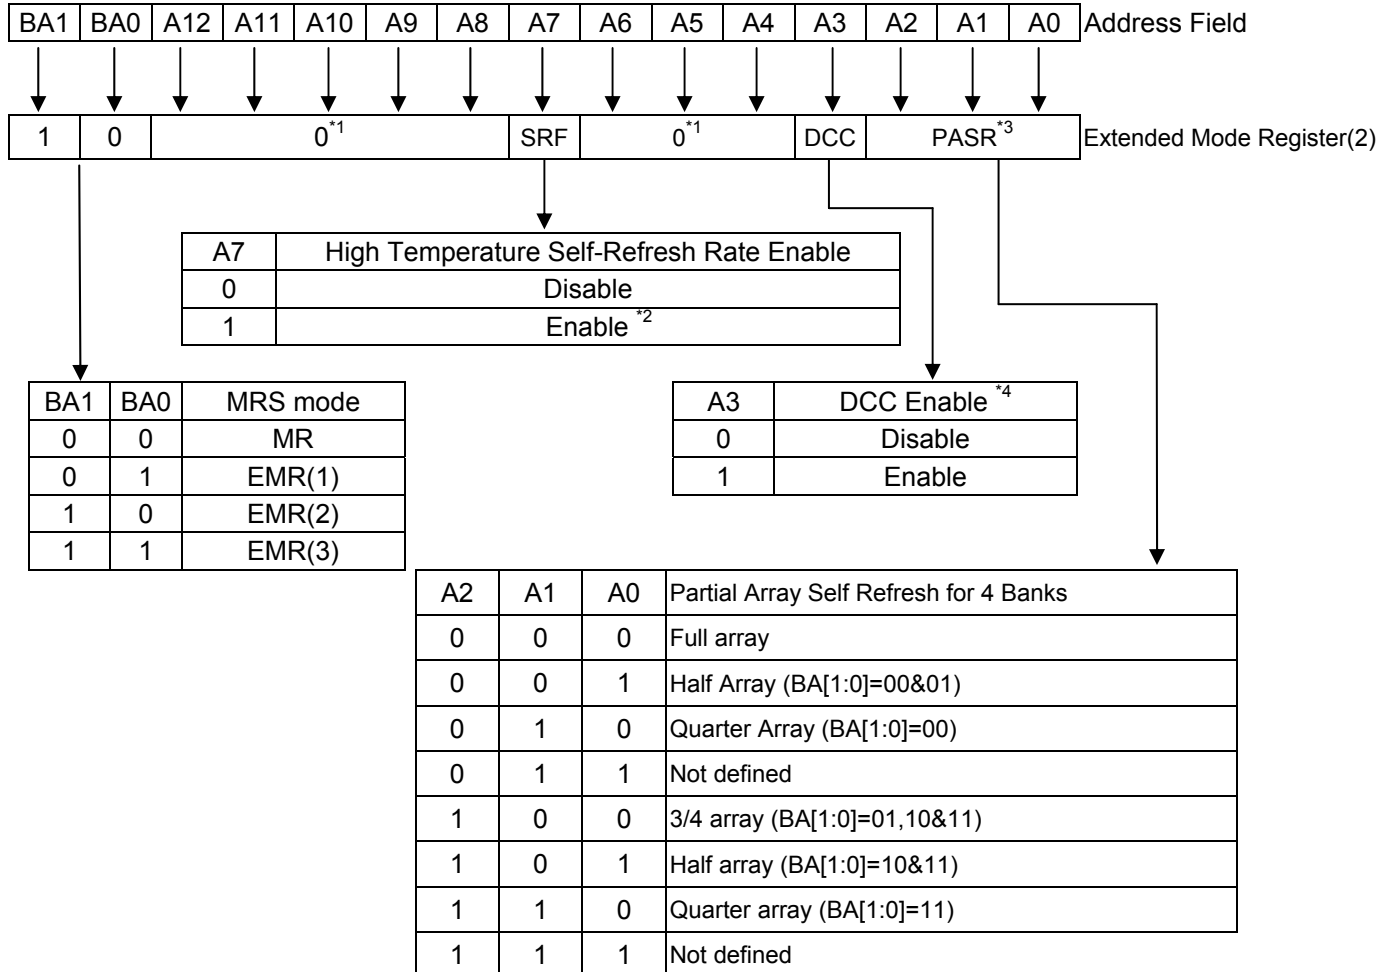 BA1 BA0 A12 A11 A10 A9 A8 A7 A6 A5 A4 A3 A2 A1 A0 Address Field
1 0 0*1 SRF 0*1 DCC PASR*3 Extended Mode Register(2)
A7 High Temperature Self-Refresh Rate Enable
0 Disable
1 Enable *2
BA1 BA0 MRS mode
0 0 MR
0 1 EMR(1)
1 0 EMR(2)
1 1 EMR(3)
A3 DCC Enable *4
0 Disable
1 Enable
A2 A1 A0 Partial Array Self Refresh for 4 Banks
0 0 0 Full array
0 0 1 Half Array (BA[1:0]=00&01)
0 1 0 Quarter Array (BA[1:0]=00)
0 1 1 Not defined
1 0 0 3/4 array (BA[1:0]=01,10&11)
1 0 1 Half array (BA[1:0]=10&11)
1 1 0 Quarter array (BA[1:0]=11)
1 1 1 Not defined